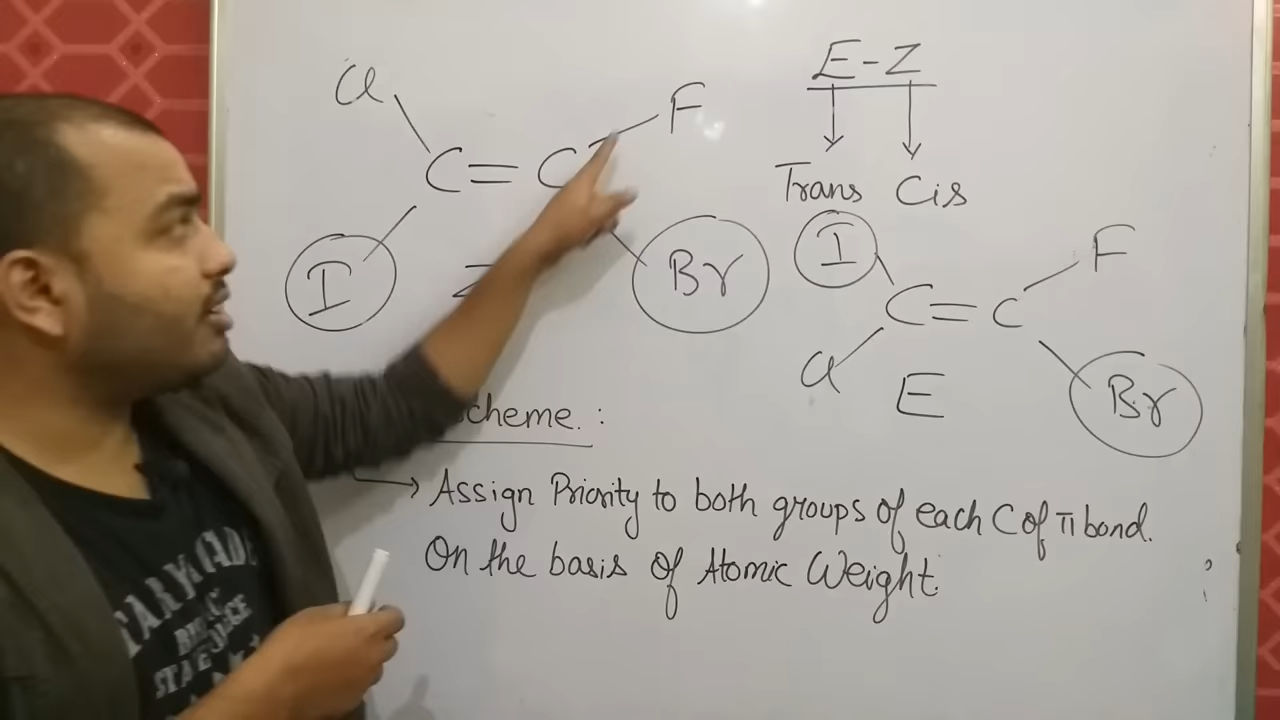 Cl F
C=C
I Br
Z
E-Z
Trans Cis
I F
C=C
Cl Br
E
Scheme. :
Assign Priority to both groups of each C of π bond.
On the basis of Atomic Weight.